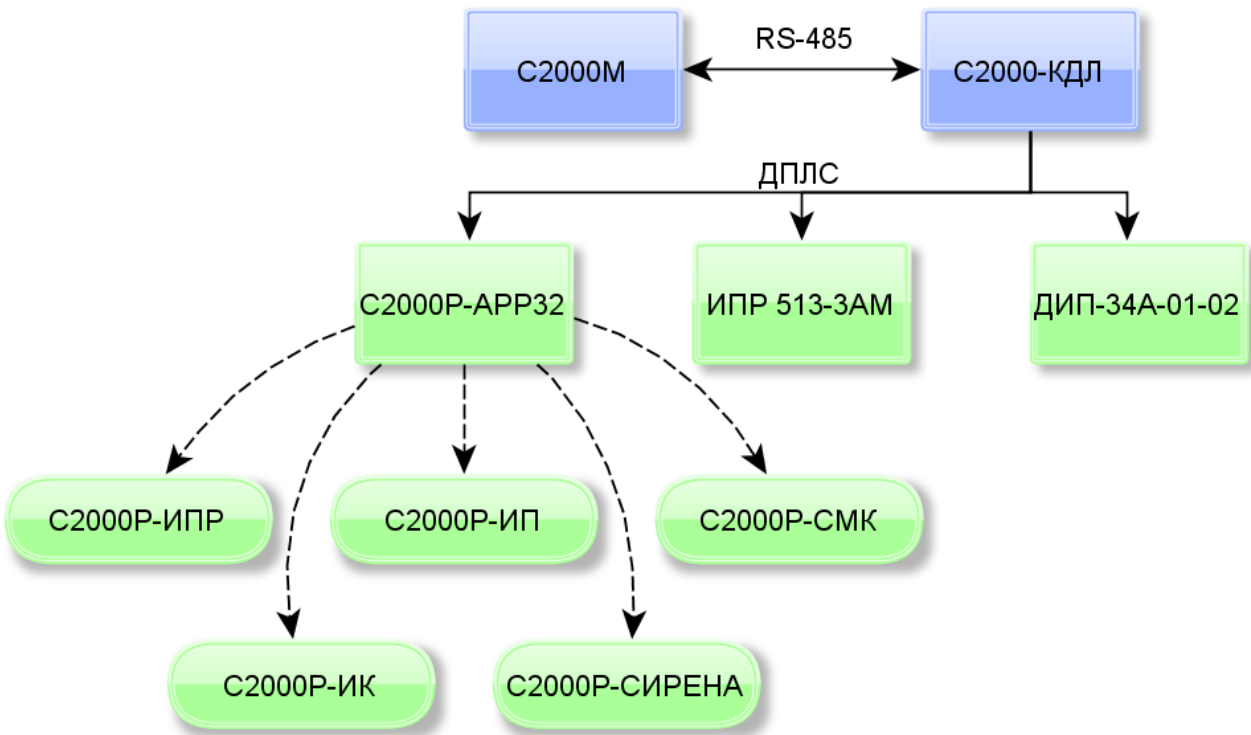 С2000М
RS-485
С2000-КДЛ
ДПЛС
С2000Р-АРР32
ИПР 513-3АМ
ДИП-34А-01-02
С2000Р-ИПР
С2000Р-ИП
С2000Р-СМК
С2000Р-ИК
С2000Р-СИРЕНА